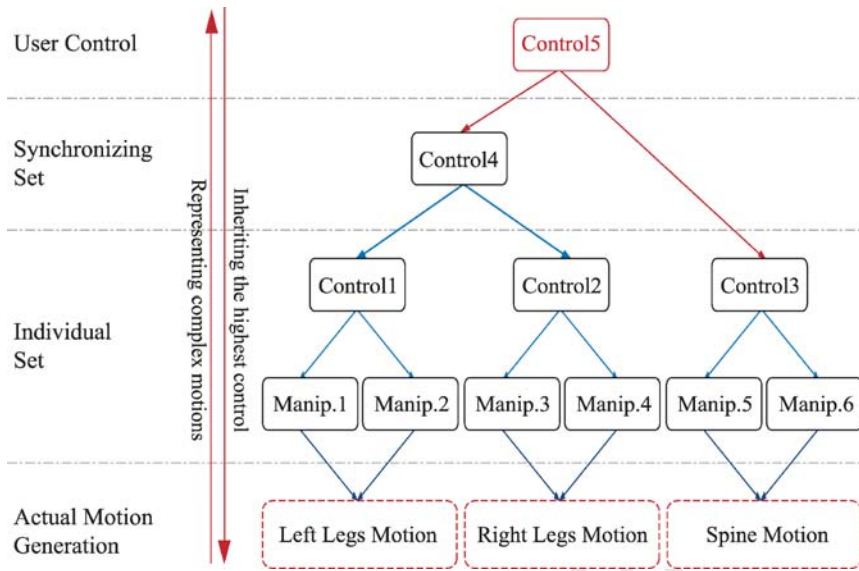 User Control
Control5
Synchronizing
Set
Control4
Representing complex motions
Inheriting the highest control
Individual
Set
Control1
Control2
Control3
Manip.1
Manip.2
Manip.3
Manip.4
Manip.5
Manip.6
Actual Motion
Generation
Left Legs Motion
Right Legs Motion
Spine Motion